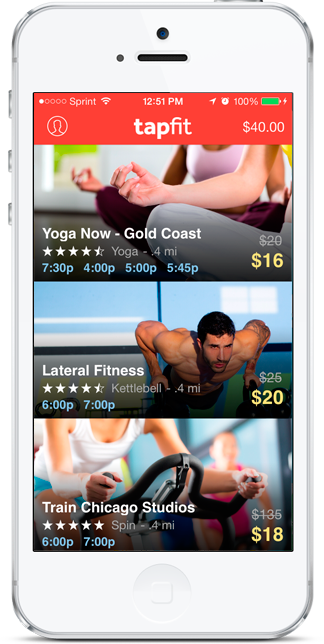 Sprint 12:51 PM 100%
tapfit $40.00
Yoga Now - Gold Coast $20
Yoga - .4 mi $16
7:30p 4:00p 5:00p 5:45p
Lateral Fitness $25
Kettlebell - .4 mi $20
6:00p 7:00p
Train Chicago Studios $135
Spin - .4 mi $18
6:00p 7:00p